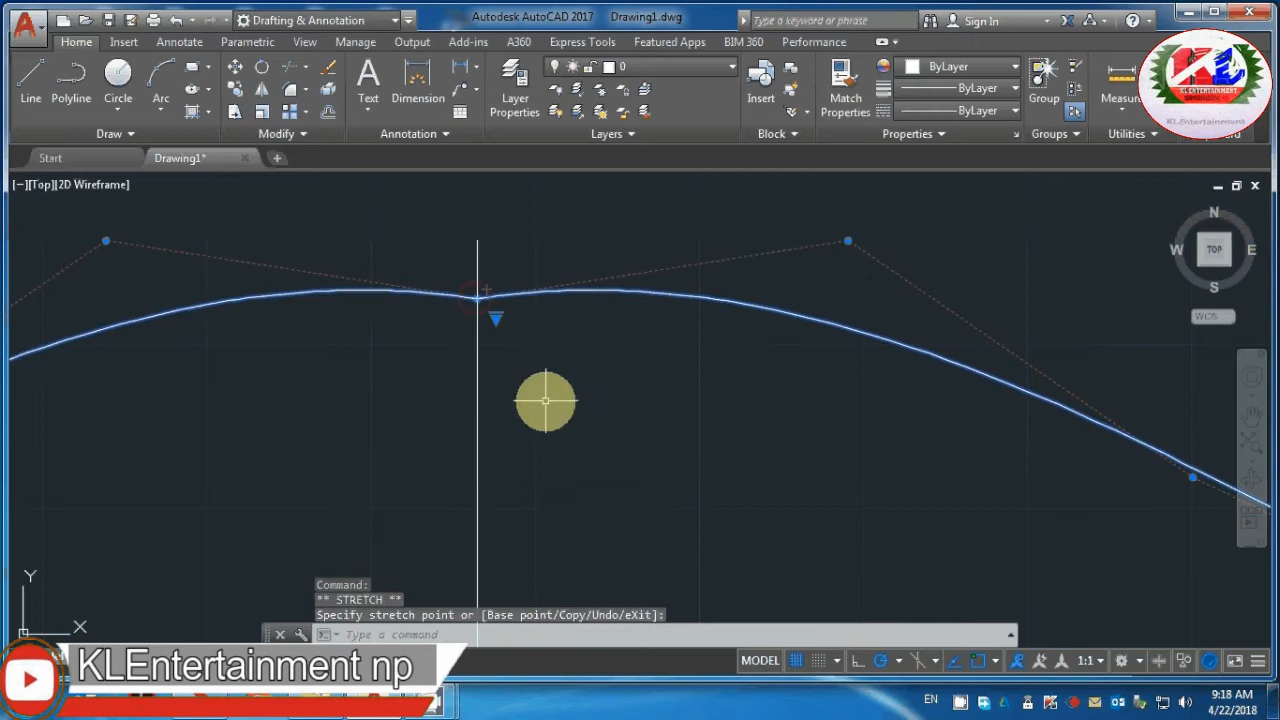 Drafting & Annotation
Autodesk AutoCAD 2017 Drawing1.dwg
Type a keyword or phrase
Sign In
Home Insert Annotate Parametric View Manage Output Add-ins A360 Express Tools Featured Apps BIM 360 Performance
Line Polyline Circle Arc
Text Dimension
Layer Properties
0
Insert
Match Properties
ByLayer
ByLayer
ByLayer
Group
Measure
Draw Modify Annotation Layers Block Properties Groups Utilities
KL ENTERTAINMENT
KLEntertainment
Start Drawing1*
[−][Top][2D Wireframe]
N
W TOP E
S
WCS
Y
X
Command:
** STRETCH **
Specify stretch point or [Base point/Copy/Undo/eXit]:
Type a command
MODEL 1:1
KLEntertainment np
EN
9:18 AM
4/22/2018